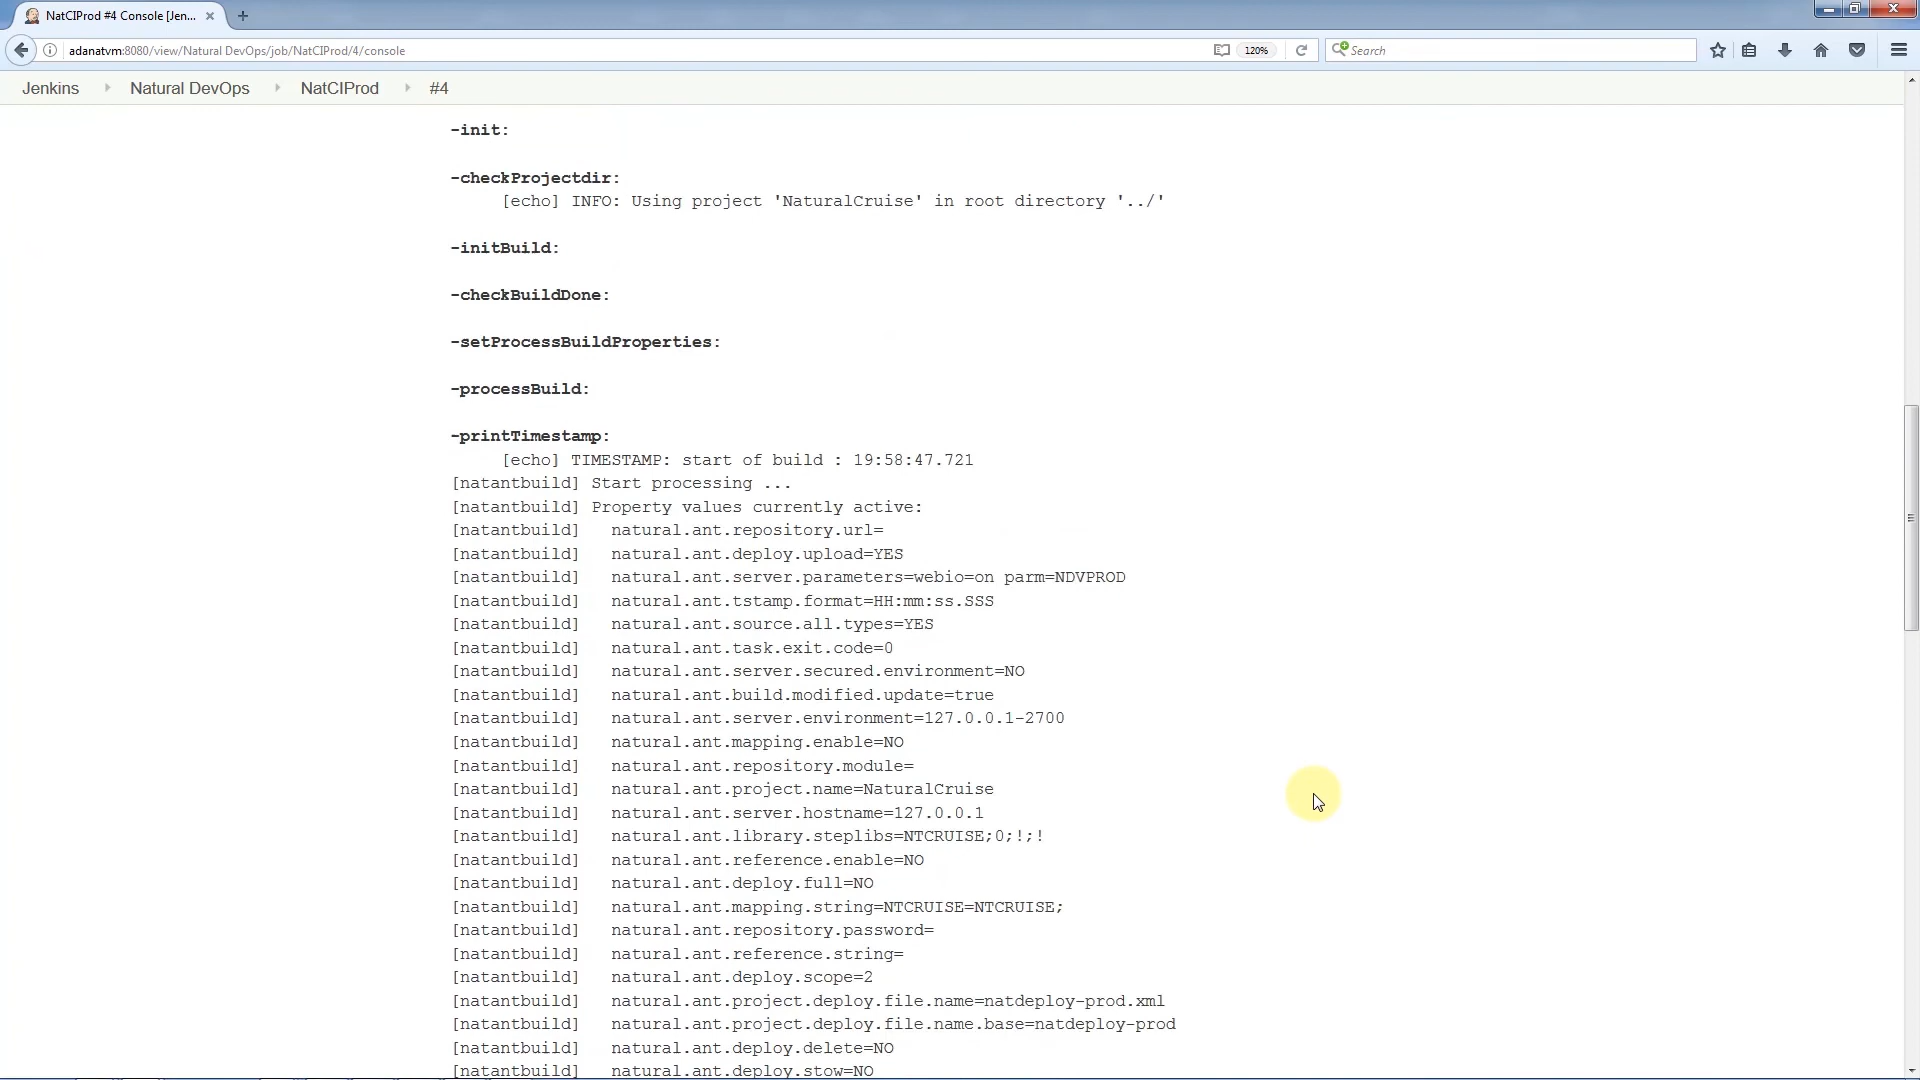 NatCIProd #4 Console [Jen...
adanatvm:8080/view/Natural DevOps/job/NatCIProd/4/console
120%
Search
Jenkins
Natural DevOps
NatCIProd
#4
-init:
-checkProjectdir:
[echo] INFO: Using project 'NaturalCruise' in root directory '../'
-initBuild:
-checkBuildDone:
-setProcessBuildProperties:
-processBuild:
-printTimestamp:
[echo] TIMESTAMP: start of build : 19:58:47.721
[natantbuild] Start processing ...
[natantbuild] Property values currently active:
[natantbuild] natural.ant.repository.url=
[natantbuild] natural.ant.deploy.upload=YES
[natantbuild] natural.ant.server.parameters=webio=on parm=NDVPROD
[natantbuild] natural.ant.tstamp.format=HH:mm:ss.SSS
[natantbuild] natural.ant.source.all.types=YES
[natantbuild] natural.ant.task.exit.code=0
[natantbuild] natural.ant.server.secured.environment=NO
[natantbuild] natural.ant.build.modified.update=true
[natantbuild] natural.ant.server.environment=127.0.0.1-2700
[natantbuild] natural.ant.mapping.enable=NO
[natantbuild] natural.ant.repository.module=
[natantbuild] natural.ant.project.name=NaturalCruise
[natantbuild] natural.ant.server.hostname=127.0.0.1
[natantbuild] natural.ant.library.steplibs=NTCRUISE;0;!;!
[natantbuild] natural.ant.reference.enable=NO
[natantbuild] natural.ant.deploy.full=NO
[natantbuild] natural.ant.mapping.string=NTCRUISE=NTCRUISE;
[natantbuild] natural.ant.repository.password=
[natantbuild] natural.ant.reference.string=
[natantbuild] natural.ant.deploy.scope=2
[natantbuild] natural.ant.project.deploy.file.name=natdeploy-prod.xml
[natantbuild] natural.ant.project.deploy.file.name.base=natdeploy-prod
[natantbuild] natural.ant.deploy.delete=NO
[natantbuild] natural.ant.deploy.stow=NO